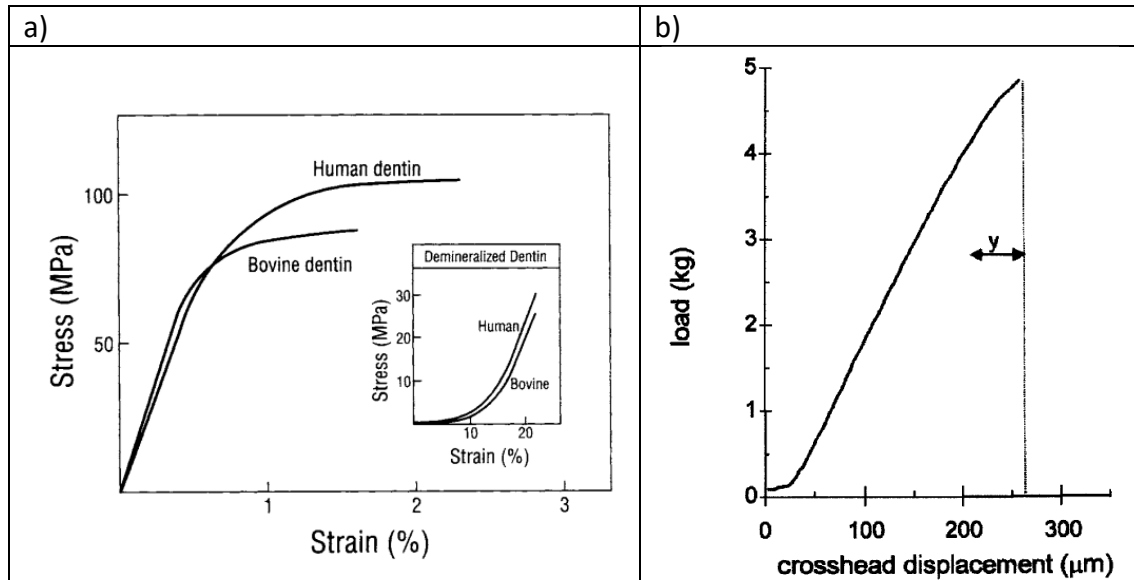 a)
b)
Stress (MPa)
100
50
Human dentin
Bovine dentin
Demineralized Dentin
Stress (MPa)
30
20
10
Human
Bovine
10
20
Strain (%)
1
2
3
Strain (%)
load (kg)
5
4
3
2
1
0
y
0
100
200
300
crosshead displacement (μm)